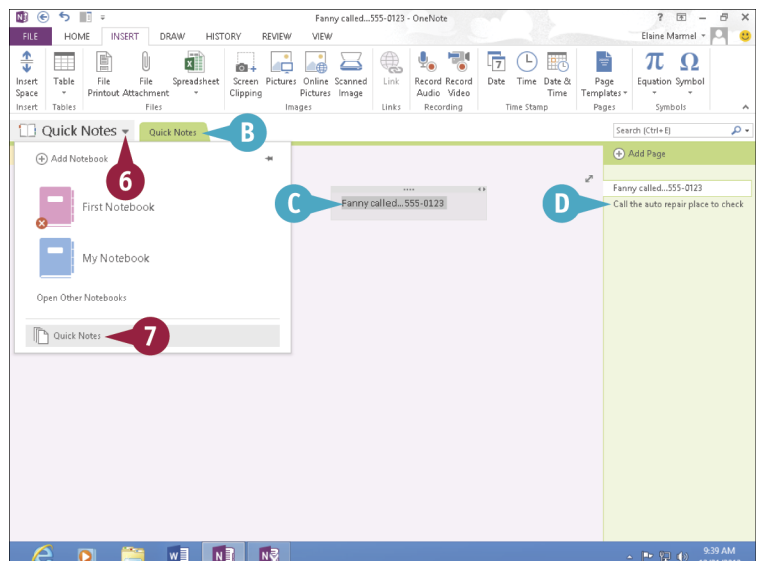 Fanny called...555-0123 - OneNote
?
FILE HOME INSERT DRAW HISTORY REVIEW VIEW Elaine Marmel
Insert Space Table File Printout File Attachment Spreadsheet Screen Clipping Pictures Online Pictures Scanned Image Link Record Audio Record Video Date Time Date & Time Page Templates Equation Symbol
Insert Tables Files Images Links Recording Time Stamp Pages Symbols
Quick Notes Quick Notes B Search (Ctrl+E)
Add Notebook
6
Add Page
First Notebook
C Fanny called...555-0123
Fanny called...555-0123
D Call the auto repair place to check
My Notebook
Open Other Notebooks
Quick Notes 7
9:39 AM